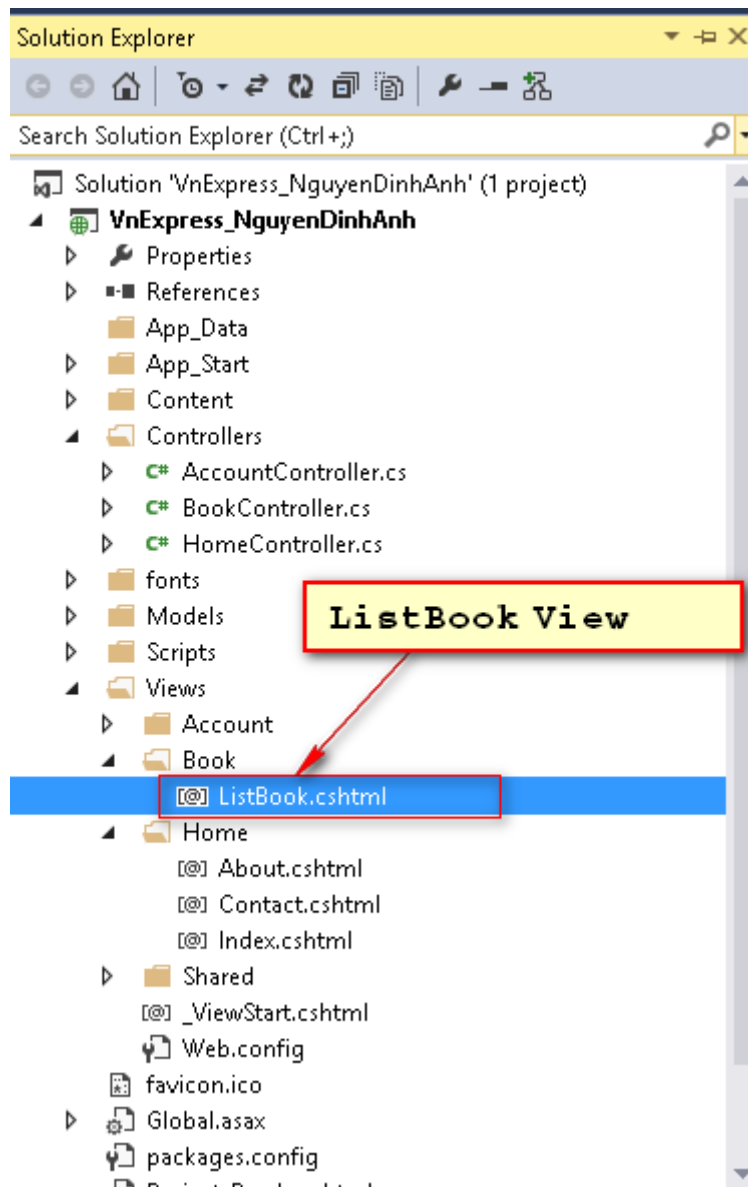 Solution Explorer
Search Solution Explorer (Ctrl+;)
Solution 'VnExpress_NguyenDinhAnh' (1 project)
VnExpress_NguyenDinhAnh
Properties
References
App_Data
App_Start
Content
Controllers
C# AccountController.cs
C# BookController.cs
C# HomeController.cs
fonts
Models
ListBook View
Scripts
Views
Account
Book
[@] ListBook.cshtml
Home
[@] About.cshtml
[@] Contact.cshtml
[@] Index.cshtml
Shared
[@] _ViewStart.cshtml
Web.config
favicon.ico
Global.asax
packages.config